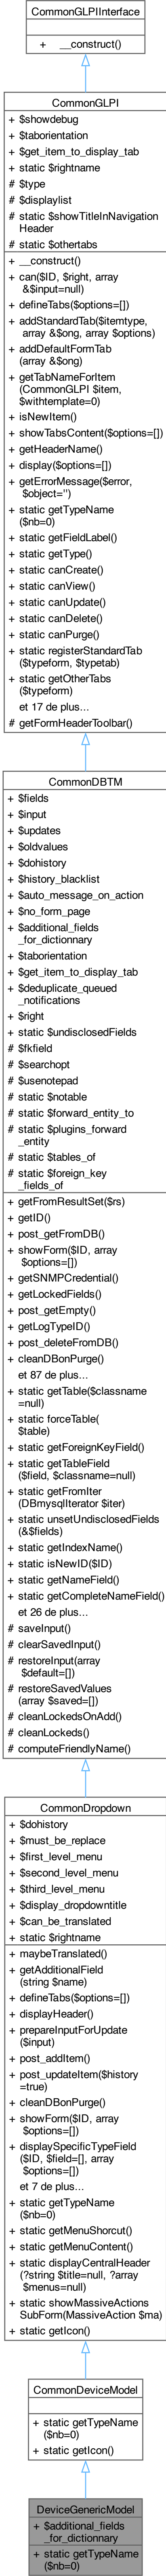 CommonGLPIInterface
+ __construct()
CommonGLPI
+ $showdebug
+ $taborientation
+ $get_item_to_display_tab
+ static $rightname
# $type
# $displaylist
# static $showTitleInNavigation
Header
# static $othertabs
+ __construct()
+ can($ID, $right, array
&$input=null)
+ defineTabs($options=[])
+ addStandardTab($itemtype,
array &$ong, array $options)
+ addDefaultFormTab
(array &$ong)
+ getTabNameForItem
(CommonGLPI $item,
$withtemplate=0)
+ isNewItem()
+ showTabsContent($options=[])
+ getHeaderName()
+ display($options=[])
+ getErrorMessage($error,
$object='')
+ static getTypeName
($nb=0)
+ static getFieldLabel()
+ static getType()
+ static canCreate()
+ static canView()
+ static canUpdate()
+ static canDelete()
+ static canPurge()
+ static registerStandardTab
($typeform, $typetab)
+ static getOtherTabs
($typeform)
et 17 de plus...
# getFormHeaderToolbar()
CommonDBTM
+ $fields
+ $input
+ $updates
+ $oldvalues
+ $dohistory
+ $history_blacklist
+ $auto_message_on_action
+ $no_form_page
+ $additional_fields
_for_dictionnary
+ $taborientation
+ $get_item_to_display_tab
+ $deduplicate_queued
_notifications
+ $right
+ static $undisclosedFields
# $fkfield
# $searchopt
# $usenotepad
# static $notable
# static $forward_entity_to
# static $plugins_forward
_entity
# static $tables_of
# static $foreign_key
_fields_of
+ getFromResultSet($rs)
+ getID()
+ post_getFromDB()
+ showForm($ID, array
$options=[])
+ getSNMPCredential()
+ getLockedFields()
+ post_getEmpty()
+ getLogTypeID()
+ post_deleteFromDB()
+ cleanDBonPurge()
et 87 de plus...
+ static getTable($classname
=null)
+ static forceTable(
$table)
+ static getForeignKeyField()
+ static getTableField
($field, $classname=null)
+ static getFromIter
(DBmysqlIterator $iter)
+ static unsetUndisclosedFields
(&$fields)
+ static getIndexName()
+ static isNewID($ID)
+ static getNameField()
+ static getCompleteNameField()
et 26 de plus...
# saveInput()
# clearSavedInput()
# restoreInput(array
$default=[])
# restoreSavedValues
(array $saved=[])
# cleanLockedsOnAdd()
# cleanLockeds()
# computeFriendlyName()
CommonDropdown
+ $dohistory
+ $must_be_replace
+ $first_level_menu
+ $second_level_menu
+ $third_level_menu
+ $display_dropdowntitle
+ $can_be_translated
+ static $rightname
+ maybeTranslated()
+ getAdditionalField
(string $name)
+ defineTabs($options=[])
+ displayHeader()
+ prepareInputForUpdate
($input)
+ post_addItem()
+ post_updateItem($history
=true)
+ cleanDBonPurge()
+ showForm($ID, array
$options=[])
+ displaySpecificTypeField
($ID, $field=[], array
$options=[])
et 7 de plus...
+ static getTypeName
($nb=0)
+ static getMenuShorcut()
+ static getMenuContent()
+ static displayCentralHeader
(?string $title=null, ?array
$menus=null)
+ static showMassiveActions
SubForm(MassiveAction $ma)
+ static getIcon()
CommonDeviceModel
+ static getTypeName
($nb=0)
+ static getIcon()
DeviceGenericModel
+ $additional_fields
_for_dictionnary
+ static getTypeName
($nb=0)